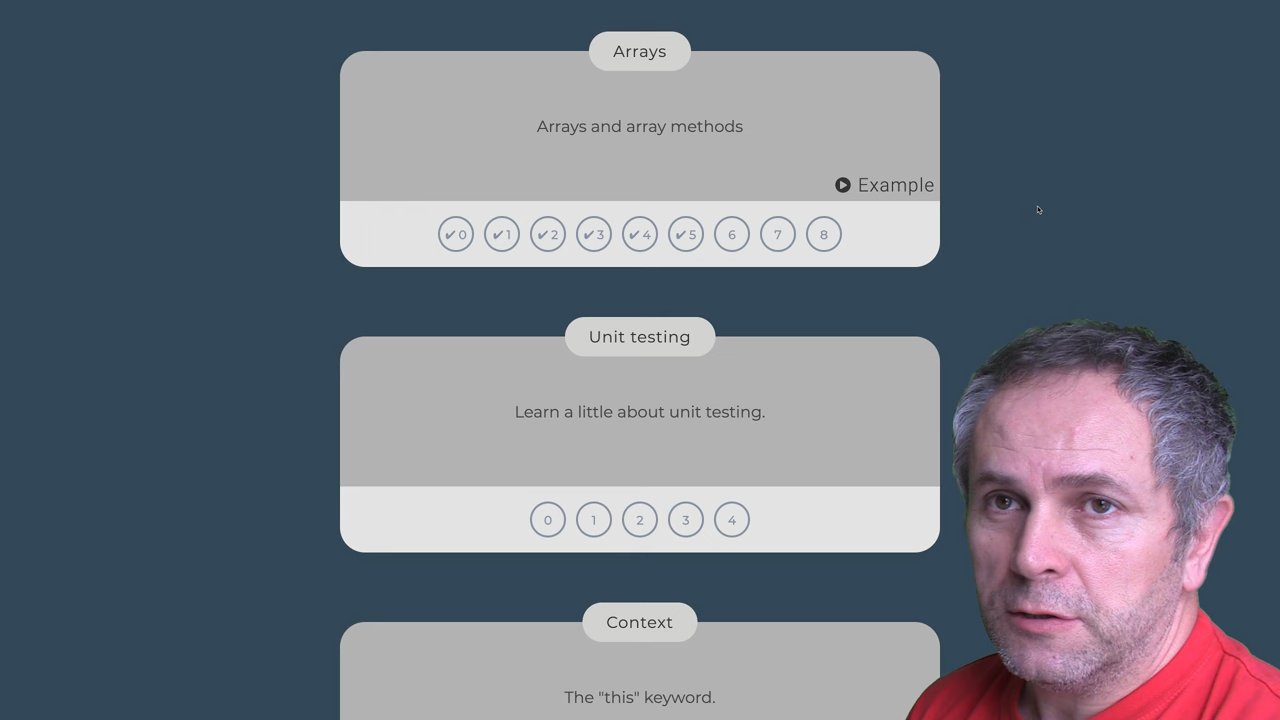 Arrays
Arrays and array methods
Example
✔0 ✔1 ✔2 ✔3 ✔4 ✔5 6 7 8
Unit testing
Learn a little about unit testing.
0 1 2 3 4
Context
The "this" keyword.